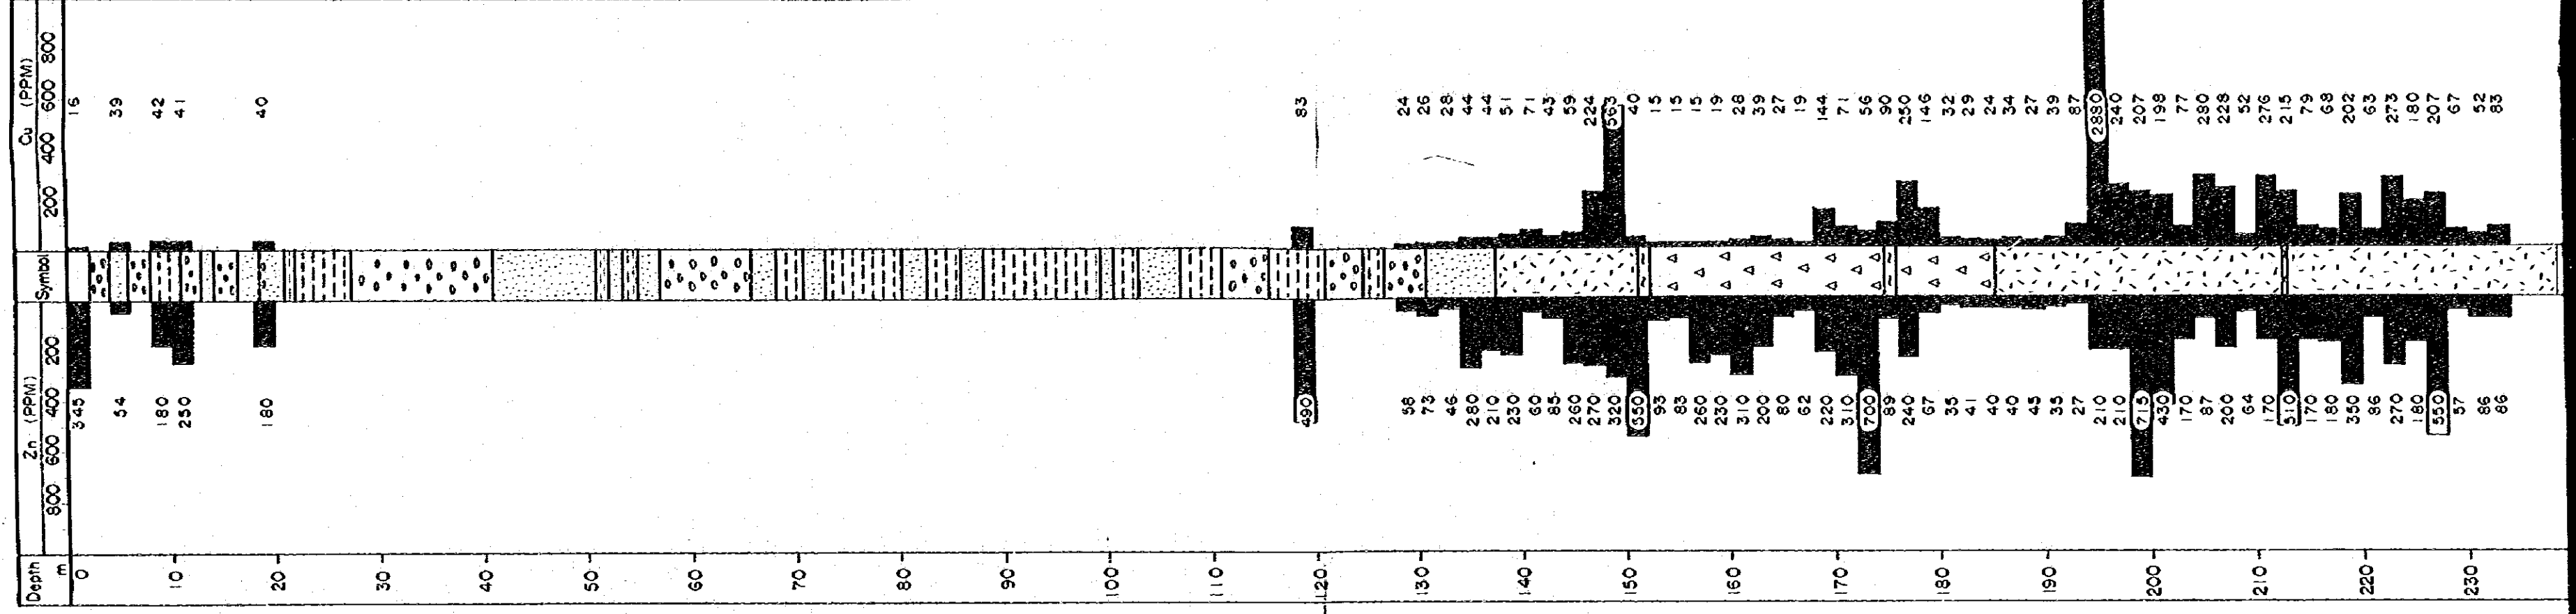 Cu (PPM)
200 400 600 800
16 39 42 41 40 83 24 26 28 44 44 51 71 43 59 224 563 40 15 15 15 19 28 39 27 19 144 71 56 90 250 146 32 29 24 34 27 39 87 2880 240 207 198 77 280 228 52 276 215 79 68 202 63 273 180 207 67 52 83
Symbol
Zn (PPM)
200 400 600 800
345 54 180 250 180 490 58 73 46 280 210 230 60 85 260 270 320 550 93 83 260 230 310 200 80 62 220 310 700 89 240 67 35 41 40 40 45 35 27 210 210 715 430 170 87 200 64 170 510 170 180 350 86 270 180 550 57 86 86
Depth
m
0 10 20 30 40 50 60 70 80 90 100 110 120 130 140 150 160 170 180 190 200 210 220 230